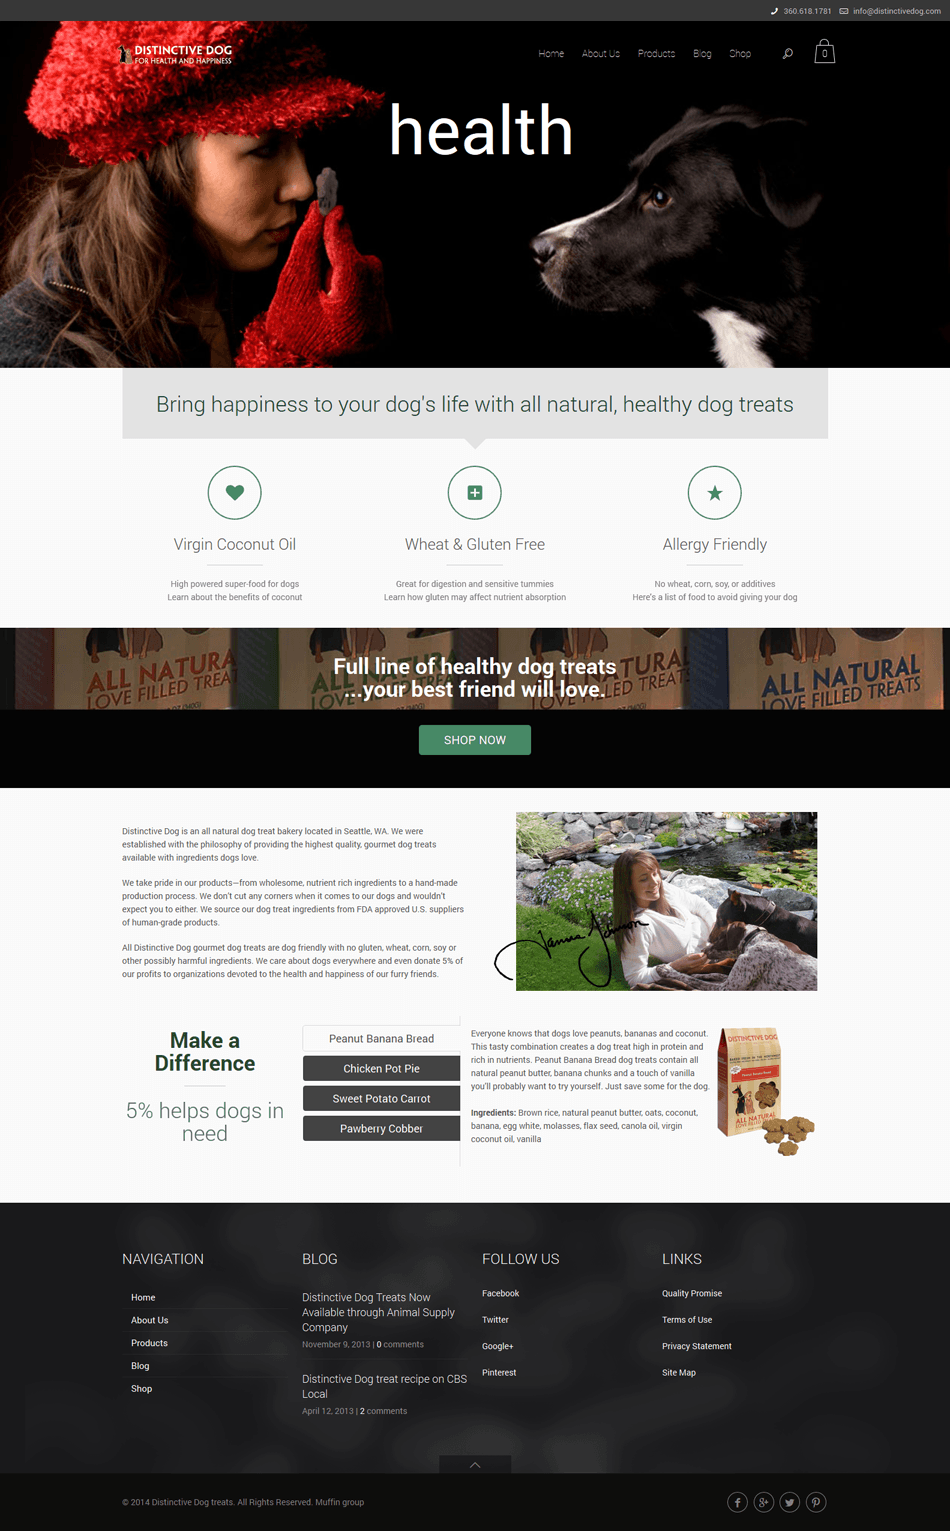 360.618.1781 info@distinctivedog.com
DISTINCTIVE DOG
FOR HEALTH AND HAPPINESS
Home About Us Products Blog Shop 0
health
Bring happiness to your dog's life with all natural, healthy dog treats
Virgin Coconut Oil
High powered super-food for dogs
Learn about the benefits of coconut
Wheat & Gluten Free
Great for digestion and sensitive tummies
Learn how gluten may affect nutrient absorption
Allergy Friendly
No wheat, corn, soy, or additives
Here's a list of food to avoid giving your dog
ALL NATURAL
LOVE FILLED TREATS
Full line of healthy dog treats
...your best friend will love.
ALL NATURAL
LOVE FILLED TREATS
SHOP NOW
Distinctive Dog is an all natural dog treat bakery located in Seattle, WA. We were
established with the philosophy of providing the highest quality, gourmet dog treats
available with ingredients dogs love.
We take pride in our products—from wholesome, nutrient rich ingredients to a hand-made
production process. We don't cut any corners when it comes to our dogs and wouldn't
expect you to either. We source our dog treat ingredients from FDA approved U.S. suppliers
of human-grade products.
All Distinctive Dog gourmet dog treats are dog friendly with no gluten, wheat, corn, soy or
other possibly harmful ingredients. We care about dogs everywhere and even donate 5% of
our profits to organizations devoted to the health and happiness of our furry friends.
Make a
Difference
5% helps dogs in
need
Peanut Banana Bread
Chicken Pot Pie
Sweet Potato Carrot
Pawberry Cobber
Everyone knows that dogs love peanuts, bananas and coconut.
This tasty combination creates a dog treat high in protein and
rich in nutrients. Peanut Banana Bread dog treats contain all
natural peanut butter, banana chunks and a touch of vanilla
you'll probably want to try yourself. Just save some for the dog.
Ingredients: Brown rice, natural peanut butter, oats, coconut,
banana, egg white, molasses, flax seed, canola oil, virgin
coconut oil, vanilla
DISTINCTIVE DOG
ALL NATURAL
LOVE FILLED
NAVIGATION
Home
About Us
Products
Blog
Shop
BLOG
Distinctive Dog Treats Now
Available through Animal Supply
Company
November 9, 2013 | 0 comments
Distinctive Dog treat recipe on CBS
Local
April 12, 2013 | 2 comments
FOLLOW US
Facebook
Twitter
Google+
Pinterest
LINKS
Quality Promise
Terms of Use
Privacy Statement
Site Map
© 2014 Distinctive Dog treats. All Rights Reserved. Muffin group